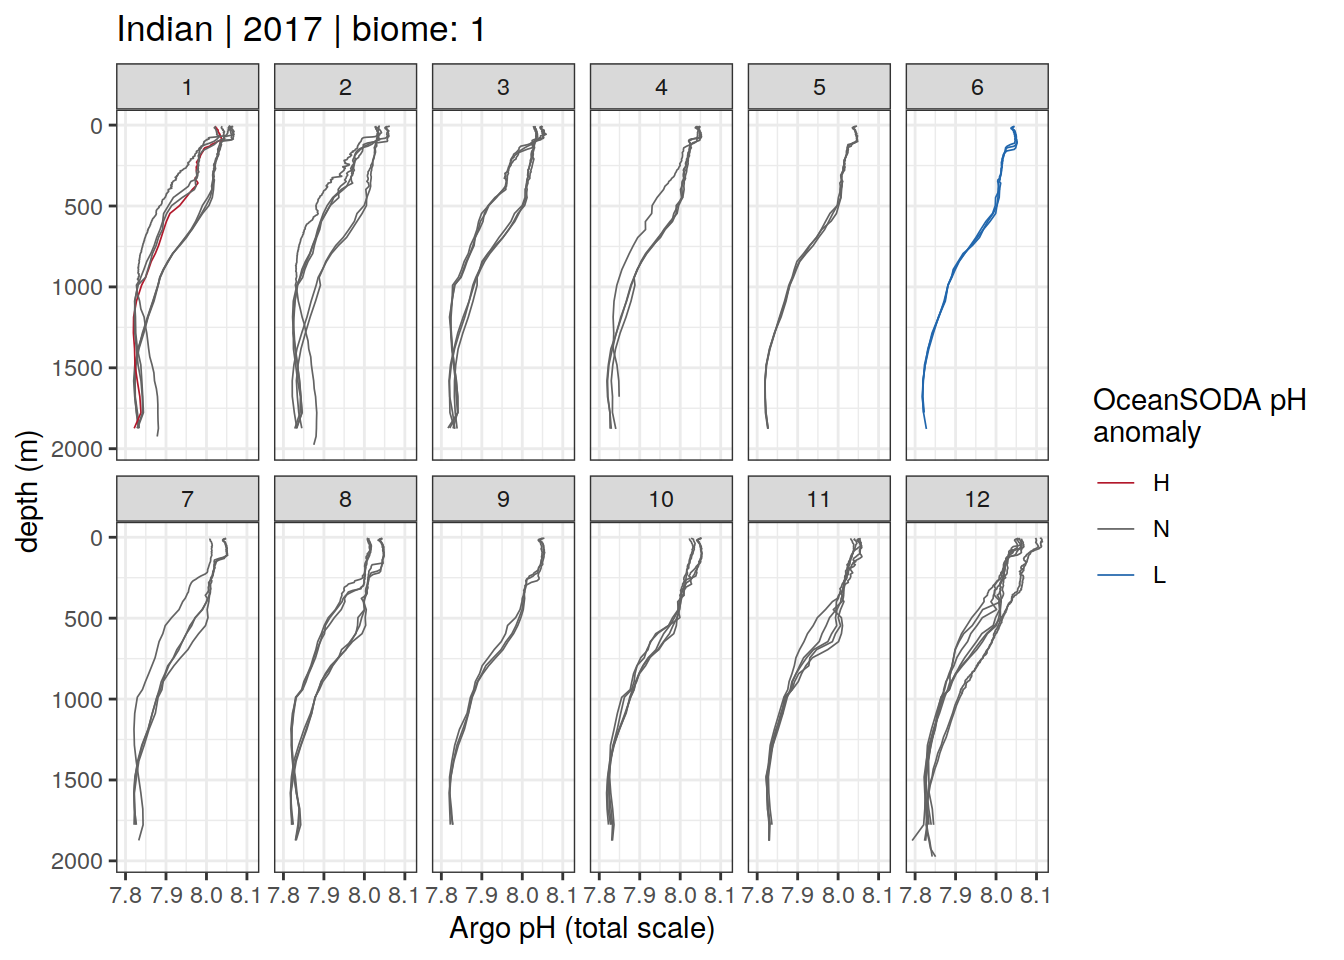 Indian | 2017 | biome: 1
1 2 3 4 5 6
0
500
1000
1500
2000
7 8 9 10 11 12
0
500
1000
1500
2000
7.8 7.9 8.0 8.1 7.8 7.9 8.0 8.1 7.8 7.9 8.0 8.1 7.8 7.9 8.0 8.1 7.8 7.9 8.0 8.1 7.8 7.9 8.0 8.1
Argo pH (total scale)
depth (m)
OceanSODA pH
anomaly
H
N
L